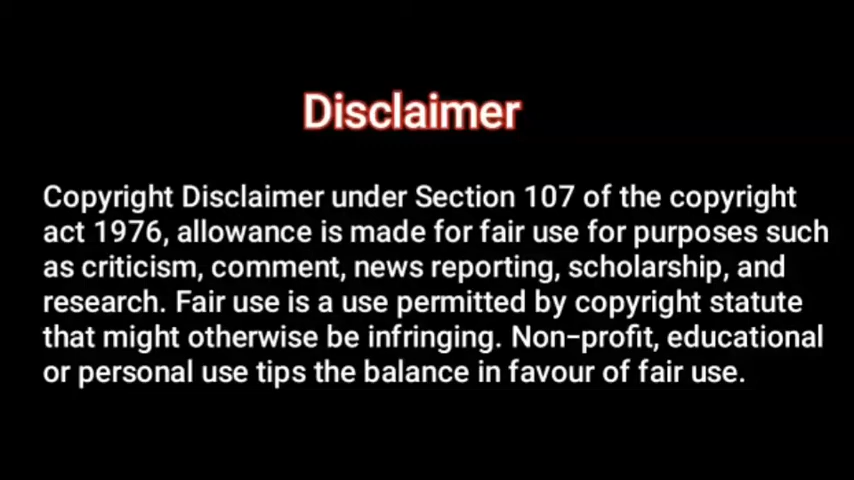 Disclaimer
Copyright Disclaimer under Section 107 of the copyright
act 1976, allowance is made for fair use for purposes such
as criticism, comment, news reporting, scholarship, and
research. Fair use is a use permitted by copyright statute
that might otherwise be infringing. Non-profit, educational
or personal use tips the balance in favour of fair use.